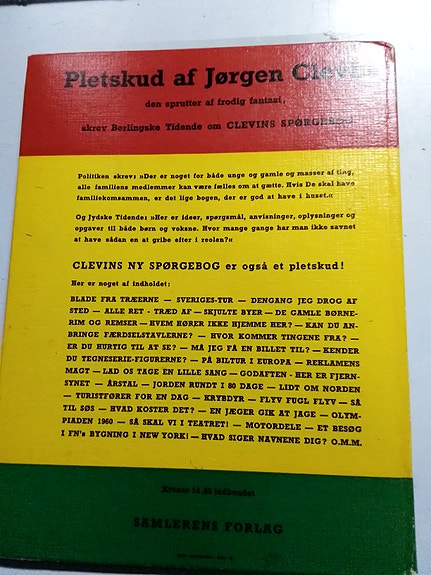 Pletskud af Jørgen Clevin
den sprutter af frodig fantasi,
skrev Berlingske Tidende om CLEVINS SPØRGEBOG
Politiken skrev: »Der er noget for både unge og gamle og masser af ting,
alle familiens medlemmer kan være fælles om at gætte. Hvis De skal have
familiekomsammen, er det lige bogen, der er god at have i huset.«
Og Jydske Tidende: »Her er ideer, spørgsmål, anvisninger, oplysninger og
opgaver til både børn og voksne. Hvor mange gange har man ikke savnet
at have sådan en at gribe efter i reolen?«
CLEVINS NY SPØRGEBOG er også et pletskud!
Her er noget af indholdet:
BLADE FRA TRÆERNE — SVERIGES-TUR — DENGANG JEG DROG AF
STED — ALLE RET - TRÆD AF — SKJULTE BYER — DE GAMLE BØRNE-
RIM OG REMSER — HVEM HØRER IKKE HJEMME HER? — KAN DU AN-
BRINGE FÆRDSELSTAVLERNE? — HVOR KOMMER TINGENE FRA? —
ER DU HURTIG TIL AT SE? — MÅ JEG FÅ EN BILLET TIL? — KENDER
DU TEGNESERIE-FIGURERNE? — PÅ BILTUR I EUROPA — REKLAMENS
MAGT — LAD OS TAGE EN LILLE SANG — GODAFTEN - HER ER FJERN-
SYNET — ÅRSTAL — JORDEN RUNDT I 80 DAGE — LIDT OM NORDEN
— TURISTFØRER FOR EN DAG — KRYBDYR — FLYV FUGL FLYV — SÅ
TIL SØS — HVAD KOSTER DET? — EN JÆGER GIK AT JAGE — OLYM-
PIADEN 1960 — SÅ SKAL VI I TEATRET! — MOTORDELE — ET BESØG
I FN's BYGNING I NEW YORK! — HVAD SIGER NAVNENE DIG? O.M.M.
Kroner indbundet
SAMLERENS FORLAG